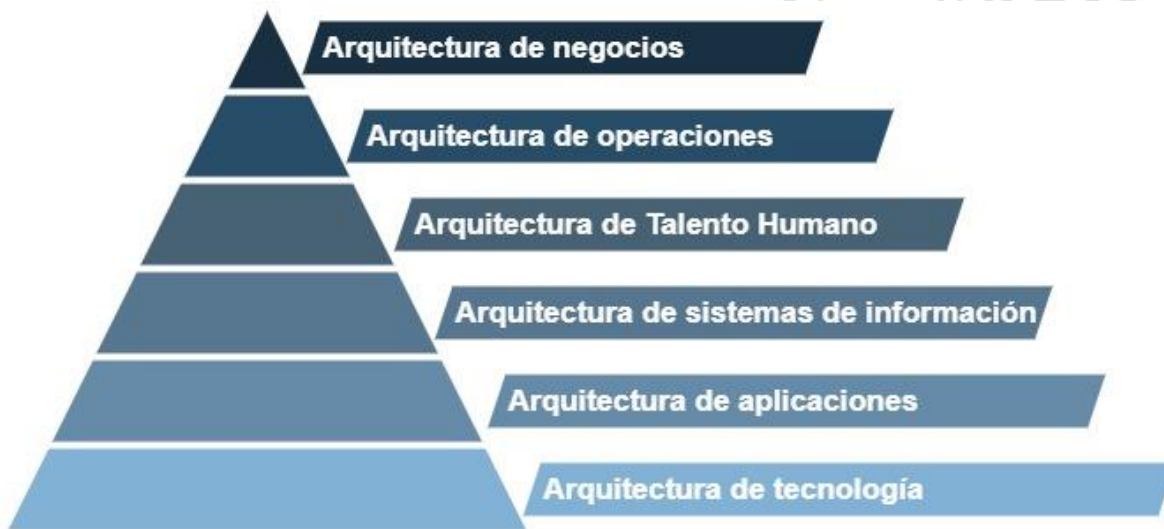 Arquitectura de negocios
Arquitectura de operaciones
Arquitectura de Talento Humano
Arquitectura de sistemas de información
Arquitectura de aplicaciones
Arquitectura de tecnología